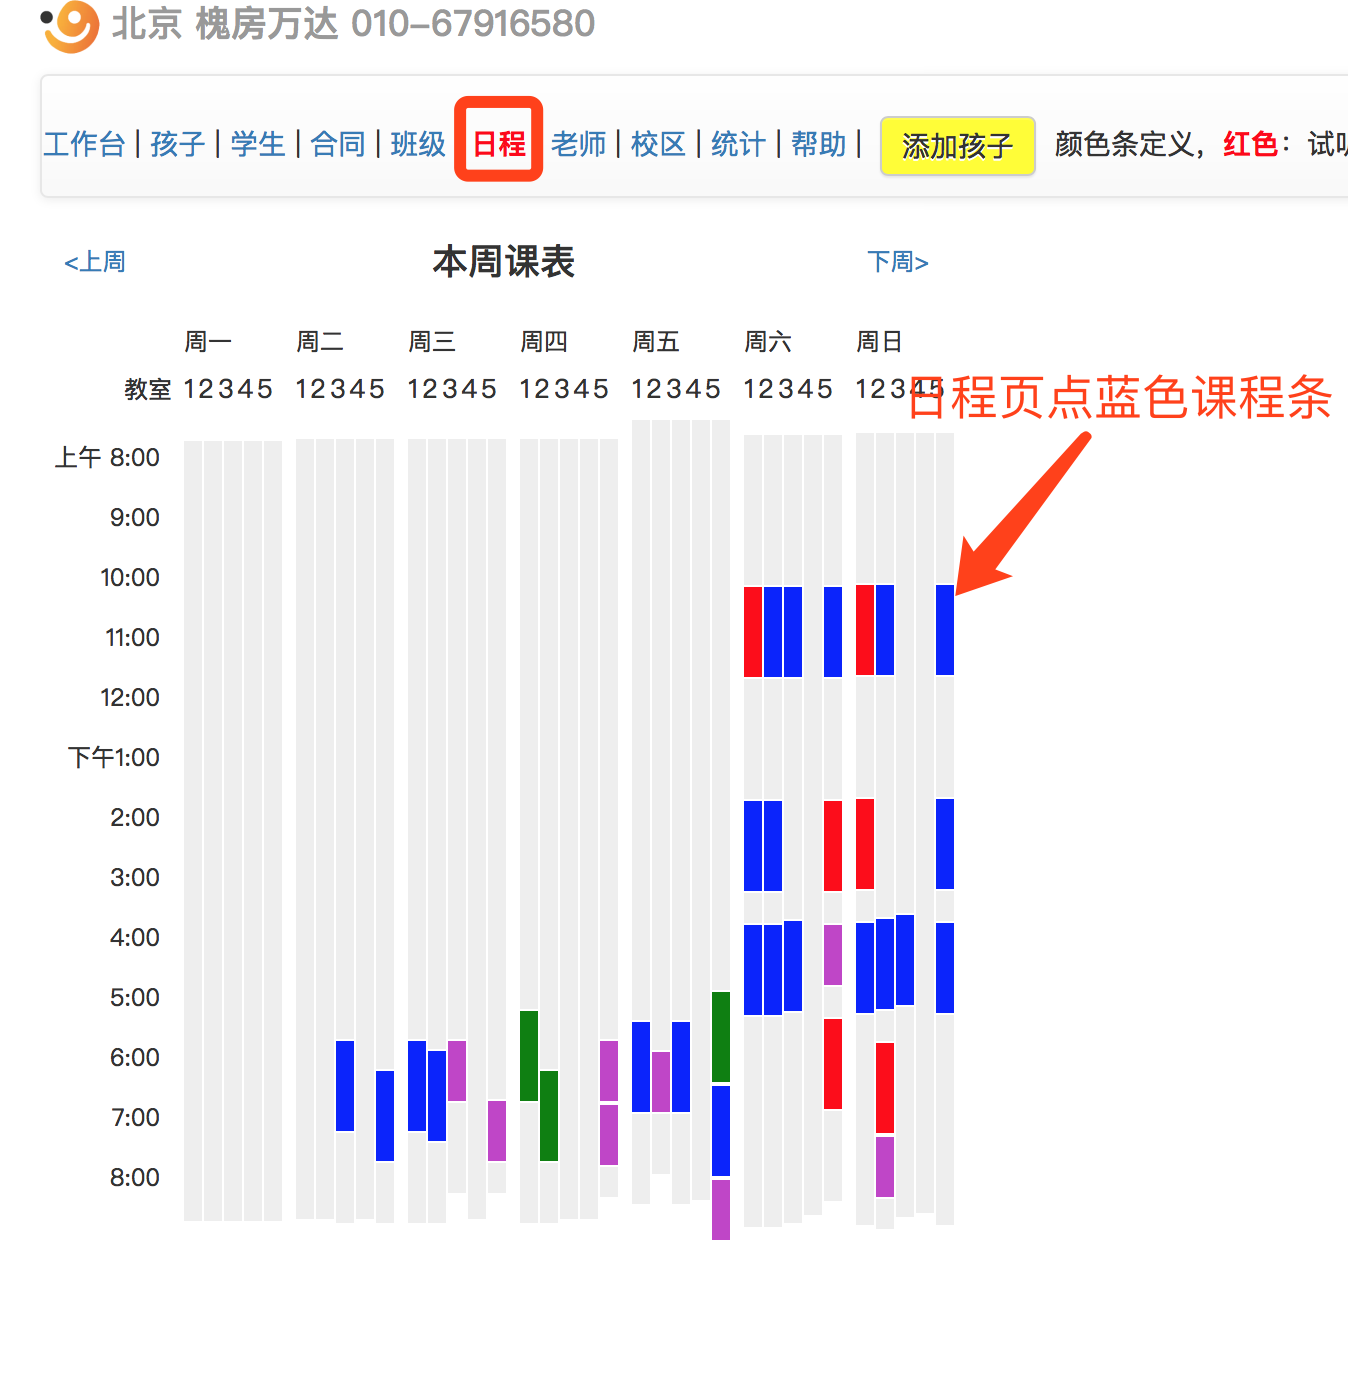 北京 槐房万达 010-67916580
工作台 | 孩子 | 学生 | 合同 | 班级 日程 老师 | 校区 | 统计 | 帮助 | 添加孩子 颜色条定义，红色：试
<上周 本周课表 下周>
周一 周二 周三 周四 周五 周六 周日
教室 12345 12345 12345 12345 12345 12345 12345
日程页点蓝色课程条
上午 8:00
9:00
10:00
11:00
12:00
下午1:00
2:00
3:00
4:00
5:00
6:00
7:00
8:00